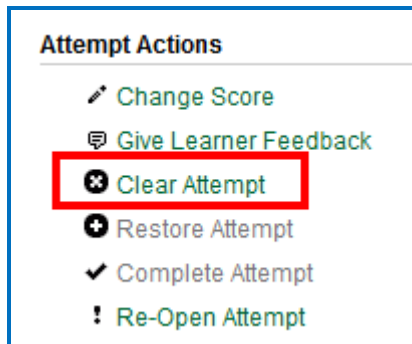 Attempt Actions
Change Score
Give Learner Feedback
Clear Attempt
Restore Attempt
Complete Attempt
Re-Open Attempt